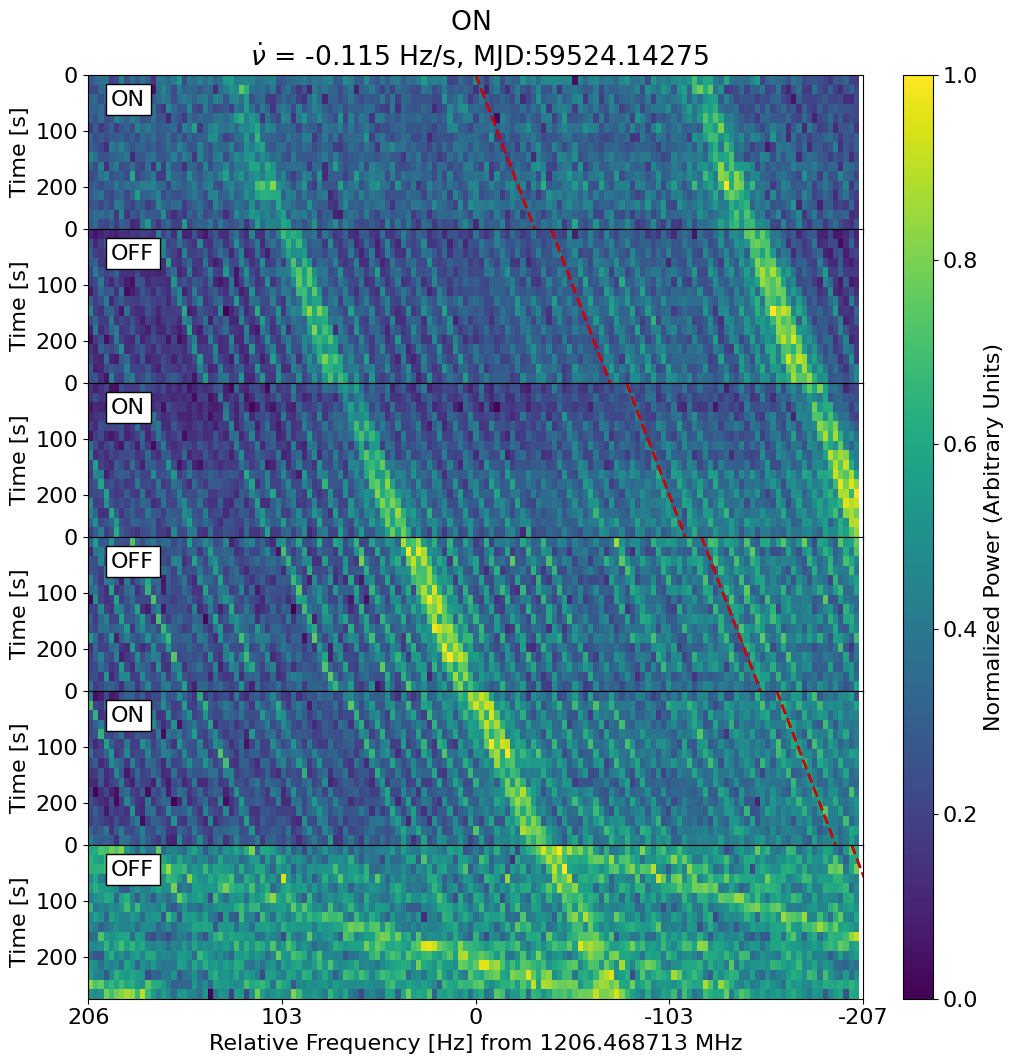 ON
ν̇ = -0.115 Hz/s, MJD:59524.14275
0
100
200
Time [s]
ON
0
100
200
Time [s]
OFF
0
100
200
Time [s]
ON
0
100
200
Time [s]
OFF
0
100
200
Time [s]
ON
0
100
200
Time [s]
OFF
206 103 0 -103 -207
Relative Frequency [Hz] from 1206.468713 MHz
1.0
0.8
0.6
0.4
0.2
0.0
Normalized Power (Arbitrary Units)